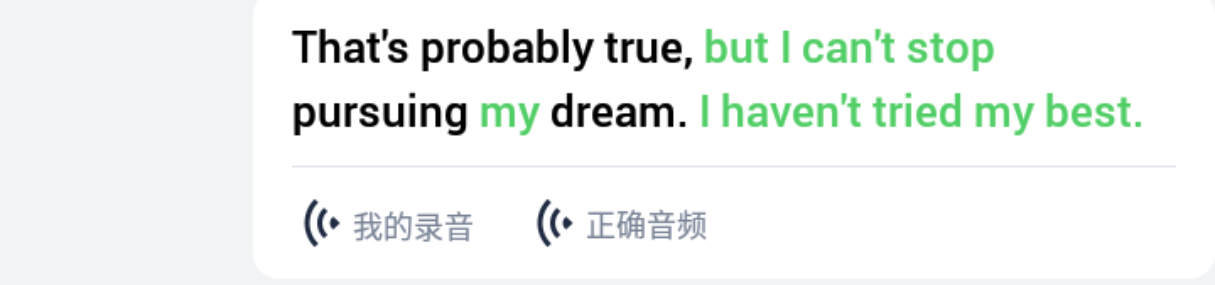 That's probably true, but I can't stop
pursuing my dream. I haven't tried my best.
我的录音 正确音频